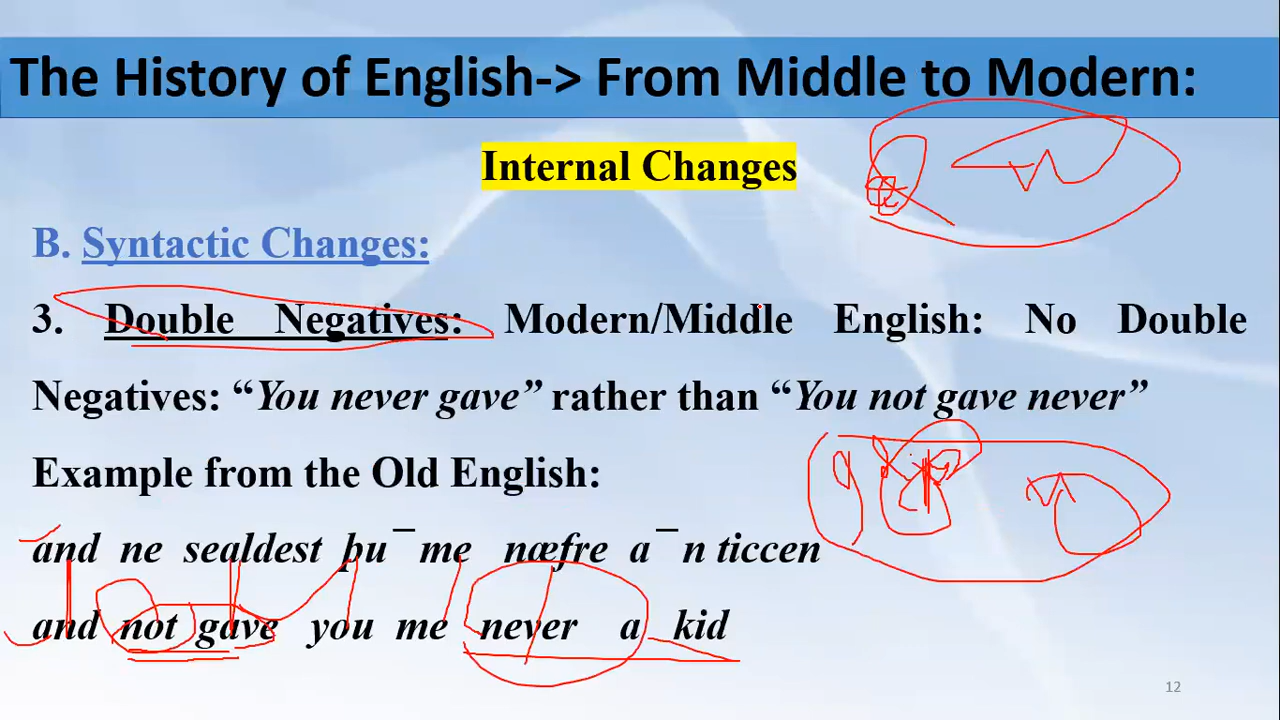 The History of English-> From Middle to Modern:
Internal Changes
B. Syntactic Changes:
3. Double Negatives: Modern/Middle English: No Double
Negatives: “You never gave” rather than “You not gave never”
Example from the Old English:
and ne sealdest þu¯ me næfre a¯n ticcen
and not gave you me never a kid
12